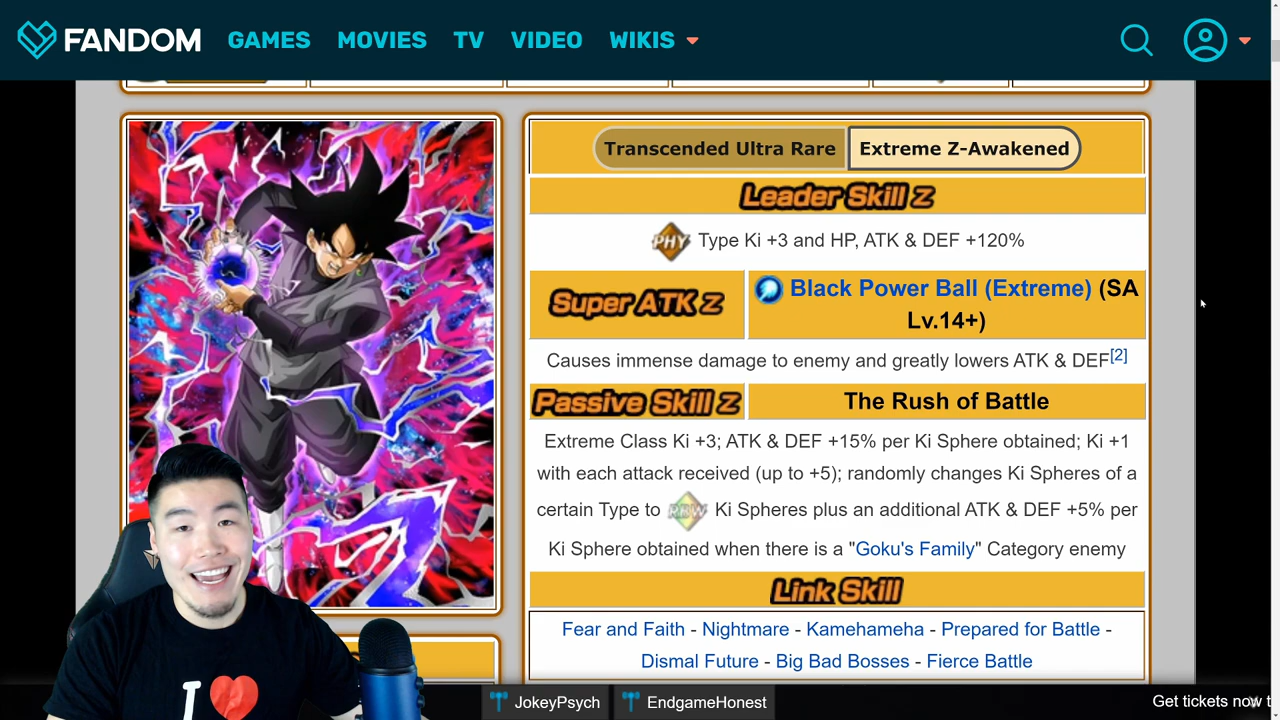 FANDOM GAMES MOVIES TV VIDEO WIKIS
Transcended Ultra Rare Extreme Z-Awakened
Leader Skill Z
PHY Type Ki +3 and HP, ATK & DEF +120%
Super ATK Z
Black Power Ball (Extreme) (SA
Lv.14+)
Causes immense damage to enemy and greatly lowers ATK & DEF[2]
Passive Skill Z
The Rush of Battle
Extreme Class Ki +3; ATK & DEF +15% per Ki Sphere obtained; Ki +1
with each attack received (up to +5); randomly changes Ki Spheres of a
certain Type to RBW Ki Spheres plus an additional ATK & DEF +5% per
Ki Sphere obtained when there is a "Goku's Family" Category enemy
Link Skill
Fear and Faith - Nightmare - Kamehameha - Prepared for Battle -
Dismal Future - Big Bad Bosses - Fierce Battle
I
JokeyPsych EndgameHonest Get tickets now t